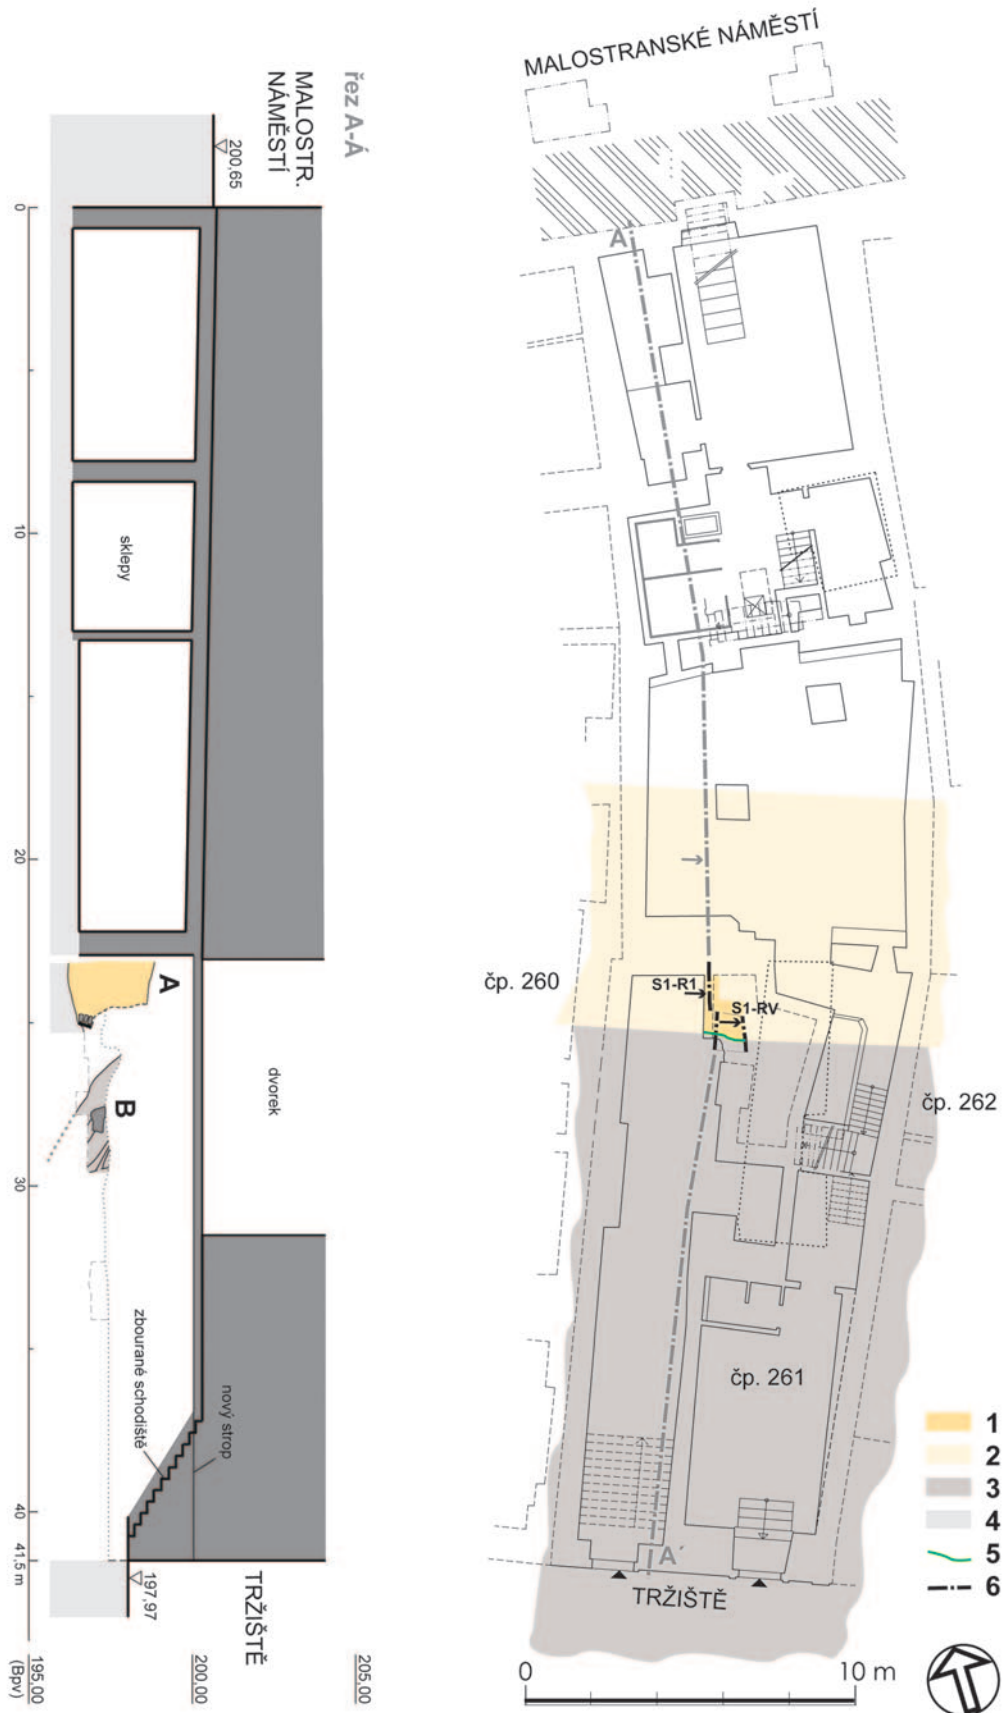 řez A-Á
MALOSTR.
NÁMĚSTÍ
200,65
0
10
20
30
40
41,5 m
sklepy
A
B
dvorek
zbourané schodiště
nový strop
197,97
TRŽIŠTĚ
195,00
(Bpv)
200,00
205,00
MALOSTRANSKÉ NÁMĚSTÍ
A
čp. 260
S1-R1
S1-RV
čp. 262
čp. 261
A´
TRŽIŠTĚ
1
2
3
4
5
6
0
10 m